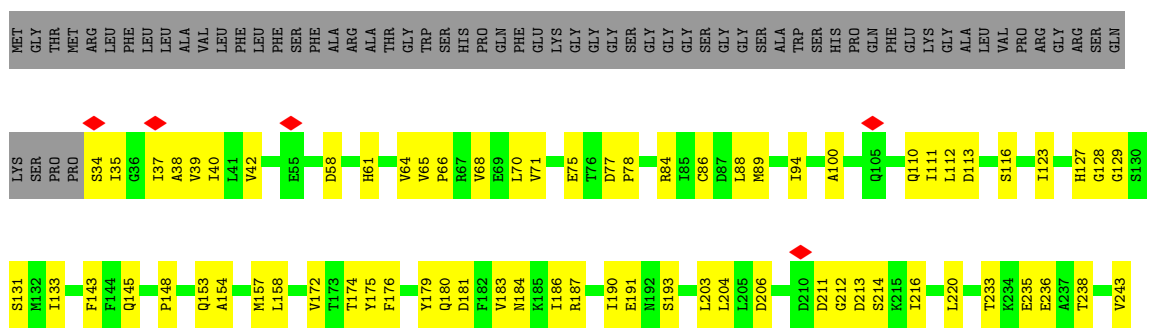 MET GLY THR MET ARG LEU PHE LEU LEU ALA VAL LEU PHE LEU PHE SER PHE ALA ARG ALA THR GLY TRP SER HIS PRO GLN PHE GLU LYS GLY GLY GLY SER GLY GLY GLY SER GLY GLY SER ALA TRP SER HIS PRO GLN PHE GLU LYS GLY ALA LEU VAL PRO ARG GLY ARG SER GLN
LYS SER PRO PRO S34 I35 G36 I37 A38 V39 I40 L41 V42 E55 D58 H61 V64 V65 P66 R67 V68 E69 L70 V71 E75 T76 D77 P78 R84 I85 C86 D87 L88 M89 I94 A100 Q105 Q110 I111 L112 D113 S116 I123 H127 G128 G129 S130
S131 M132 I133 F143 F144 Q145 P148 Q153 A154 M157 L158 V172 T173 T174 Y175 F176 Y179 Q180 D181 F182 V183 N184 K185 I186 R187 I190 E191 N192 S193 L203 L204 L205 D206 D210 D211 G212 D213 S214 K215 I216 L220 T233 K234 E235 E236 A237 T238 V243